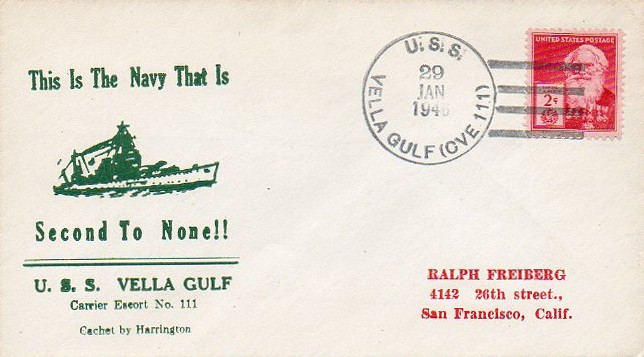 This Is The Navy That Is
Second To None!!
U. S. S. VELLA GULF
Carrier Escort No. 111
Cachet by Harrington
U. S. S.
29
JAN
1946
VELLA GULF (CVE 111)
UNITED STATES POSTAGE
2¢
RALPH FREIBERG
4142 26th street.,
San Francisco, Calif.